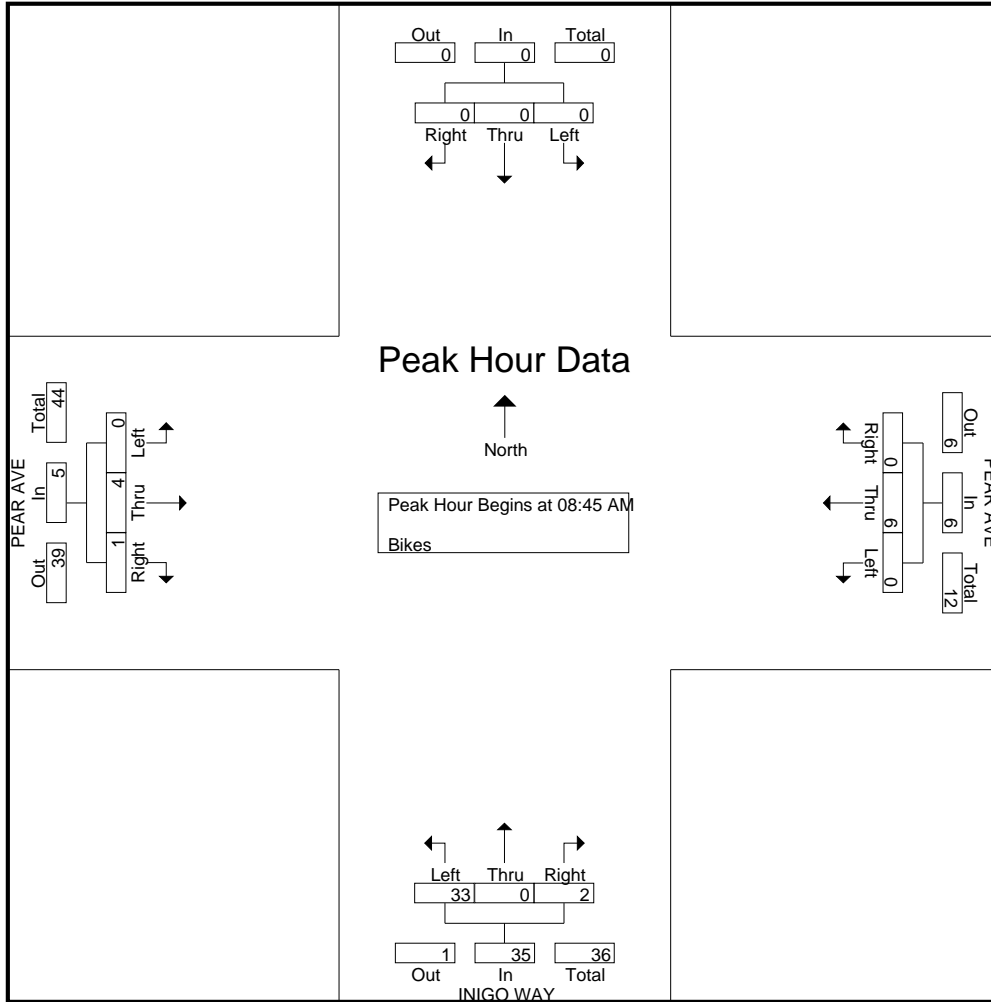 Out In Total
0 0 0
0 0 0
Right Thru Left
Peak Hour Data
North
Peak Hour Begins at 08:45 AM
Bikes
PEAR AVE
Out In Total
39 5 44
1 4 0
Right Thru Left
PEAR AVE
Out In Total
6 6 12
Right Thru Left
0 6 0
Left Thru Right
33 0 2
1 35 36
Out In Total
INIGO WAY